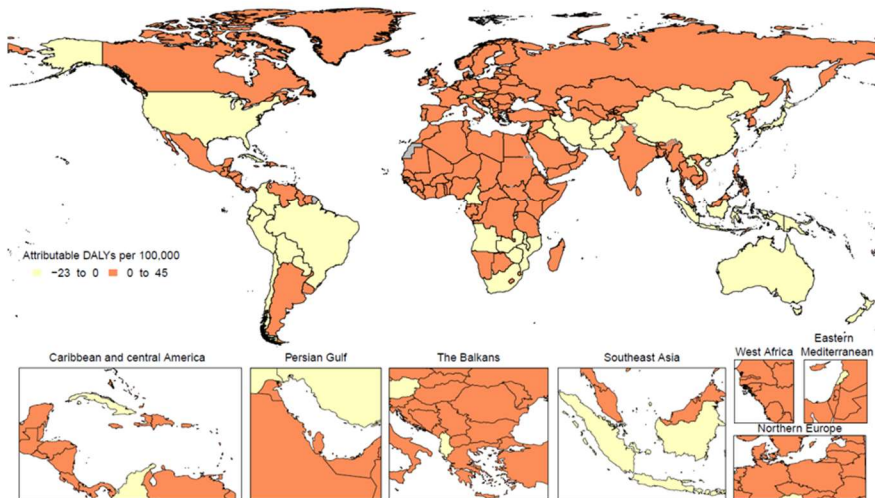 Attributable DALYs per 100,000
−23 to 0 0 to 45
Caribbean and central America
Persian Gulf
The Balkans
Southeast Asia
West Africa
Eastern
Mediterranean
Northern Europe